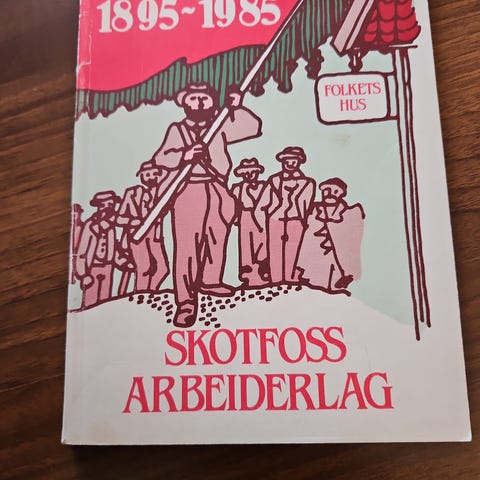 1895~1985
FOLKETS
HUS
SKOTFOSS
ARBEIDERLAG